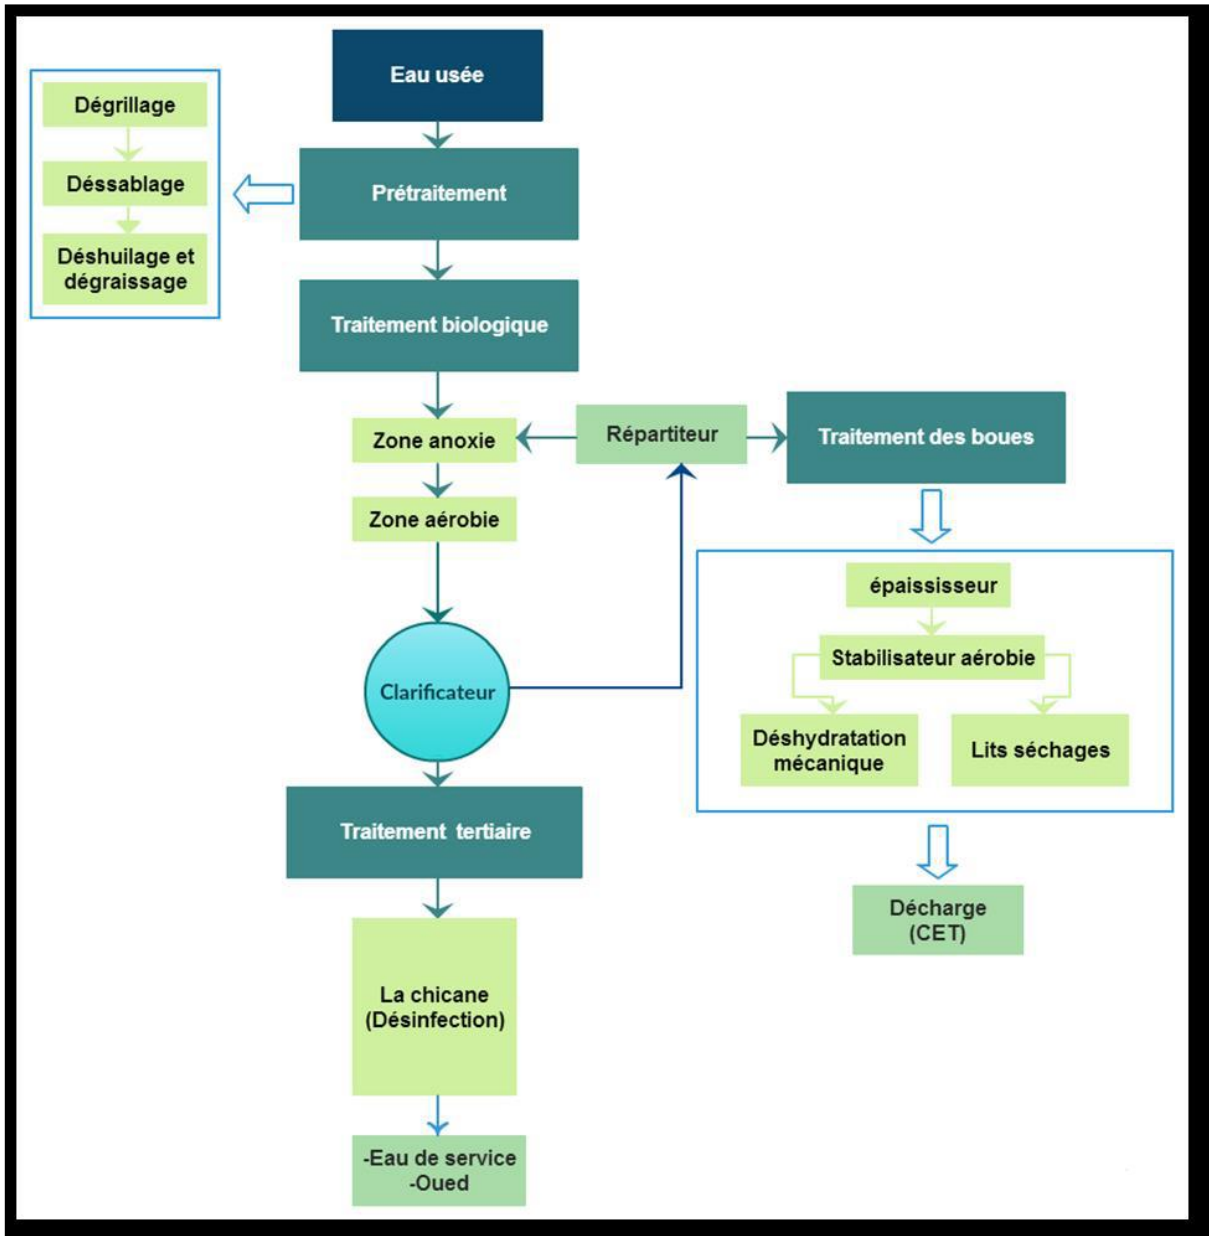 Eau usée
Dégrillage
Déssablage
Déshuilage et
dégraissage
Prétraitement
Traitement biologique
Zone anoxie
Répartiteur
Traitement des boues
Zone aérobie
épaississeur
Stabilisateur aérobie
Déshydratation
mécanique
Lits séchages
Clarificateur
Traitement tertiaire
Décharge
(CET)
La chicane
(Désinfection)
-Eau de service
-Oued